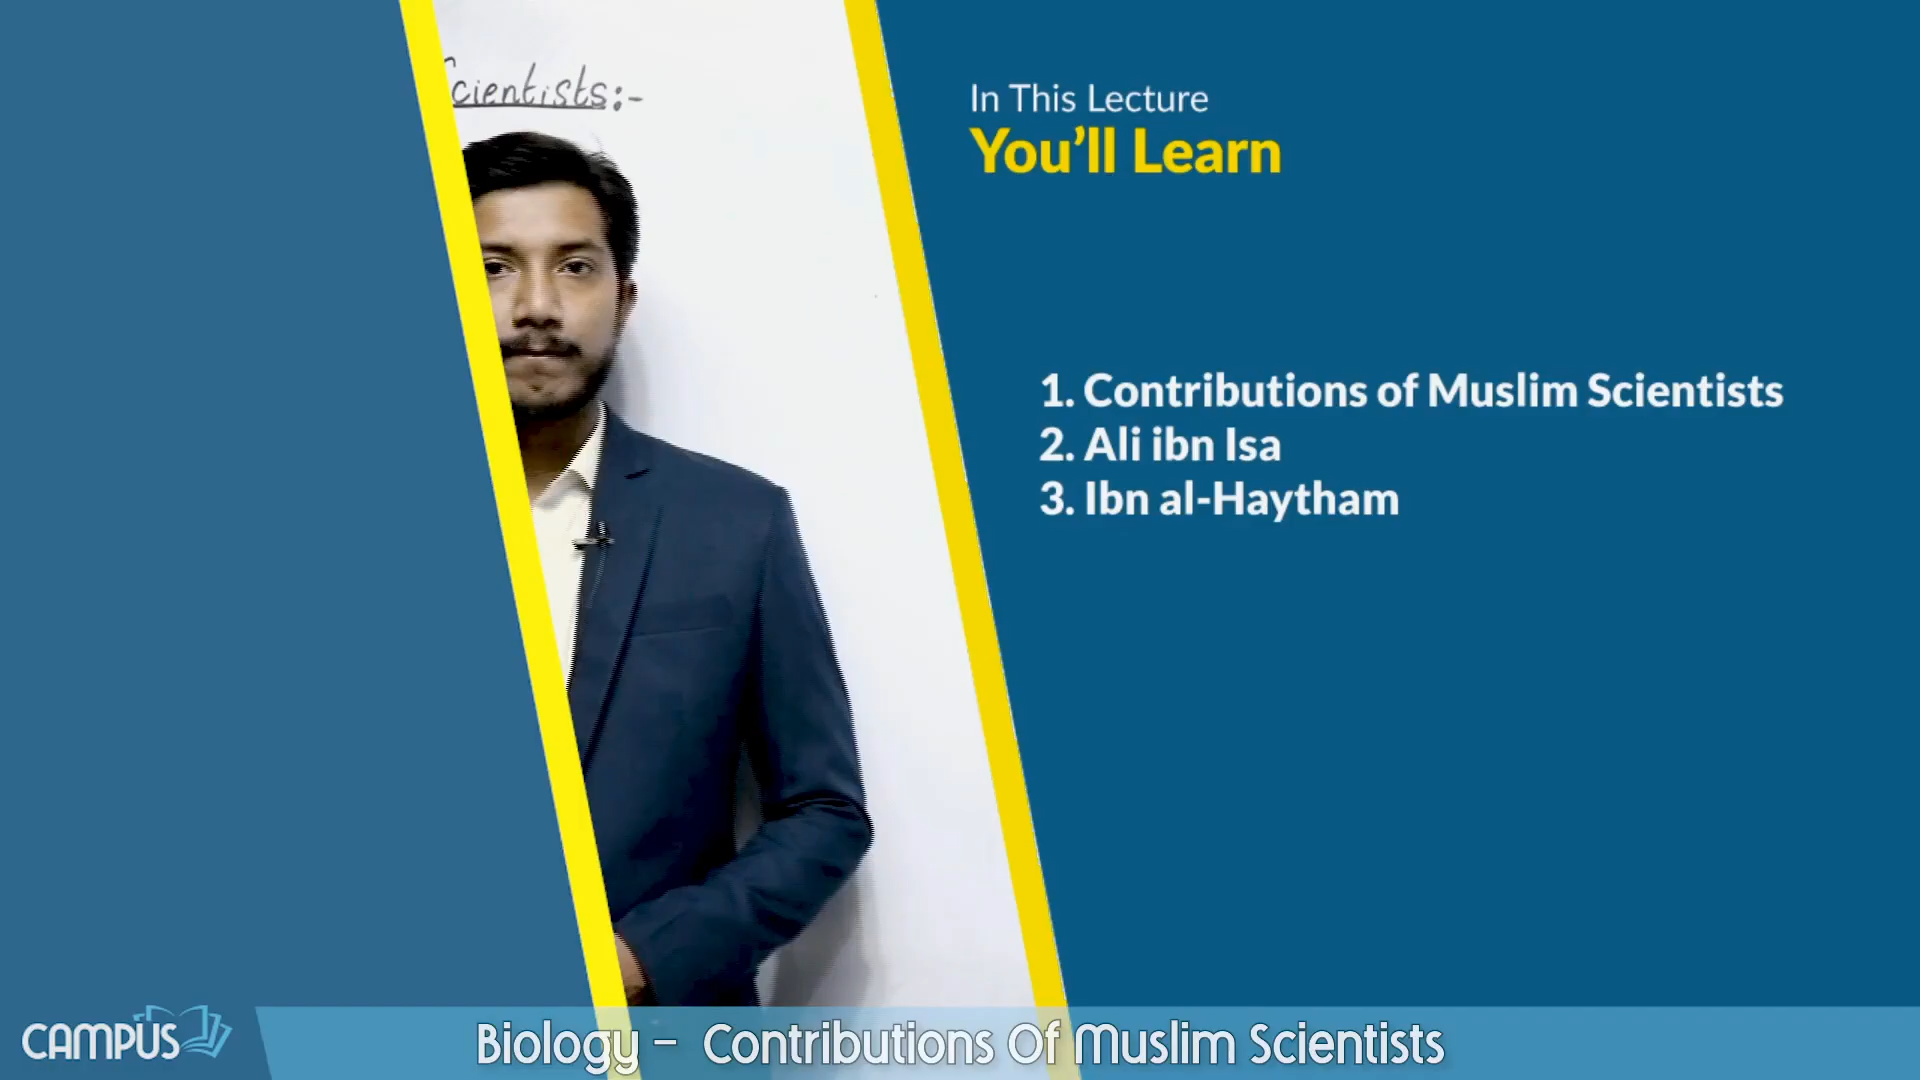 Scientists:-
In This Lecture
You'll Learn
1. Contributions of Muslim Scientists
2. Ali ibn Isa
3. Ibn al-Haytham
CAMPUS
Biology - Contributions Of Muslim Scientists